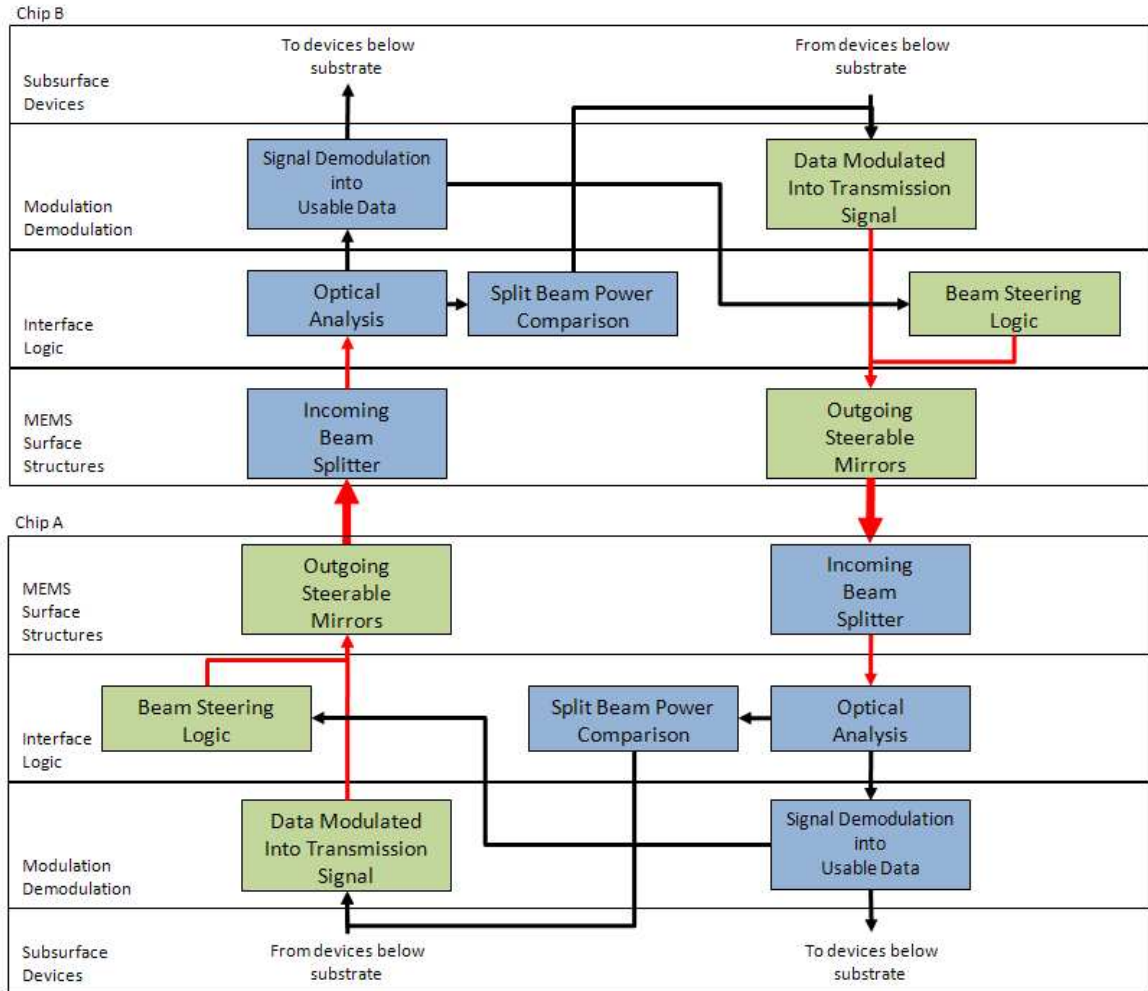 Chip B
To devices below
substrate
From devices below
substrate
Subsurface
Devices
Signal Demodulation
into
Usable Data
Data Modulated
Into Transmission
Signal
Modulation
Demodulation
Optical
Analysis
Split Beam Power
Comparison
Beam Steering
Logic
Interface
Logic
Incoming
Beam
Splitter
Outgoing
Steerable
Mirrors
MEMS
Surface
Structures
Chip A
Outgoing
Steerable
Mirrors
Incoming
Beam
Splitter
MEMS
Surface
Structures
Beam Steering
Logic
Split Beam Power
Comparison
Optical
Analysis
Interface
Logic
Data Modulated
Into Transmission
Signal
Signal Demodulation
into
Usable Data
Modulation
Demodulation
From devices below
substrate
To devices below
substrate
Subsurface
Devices